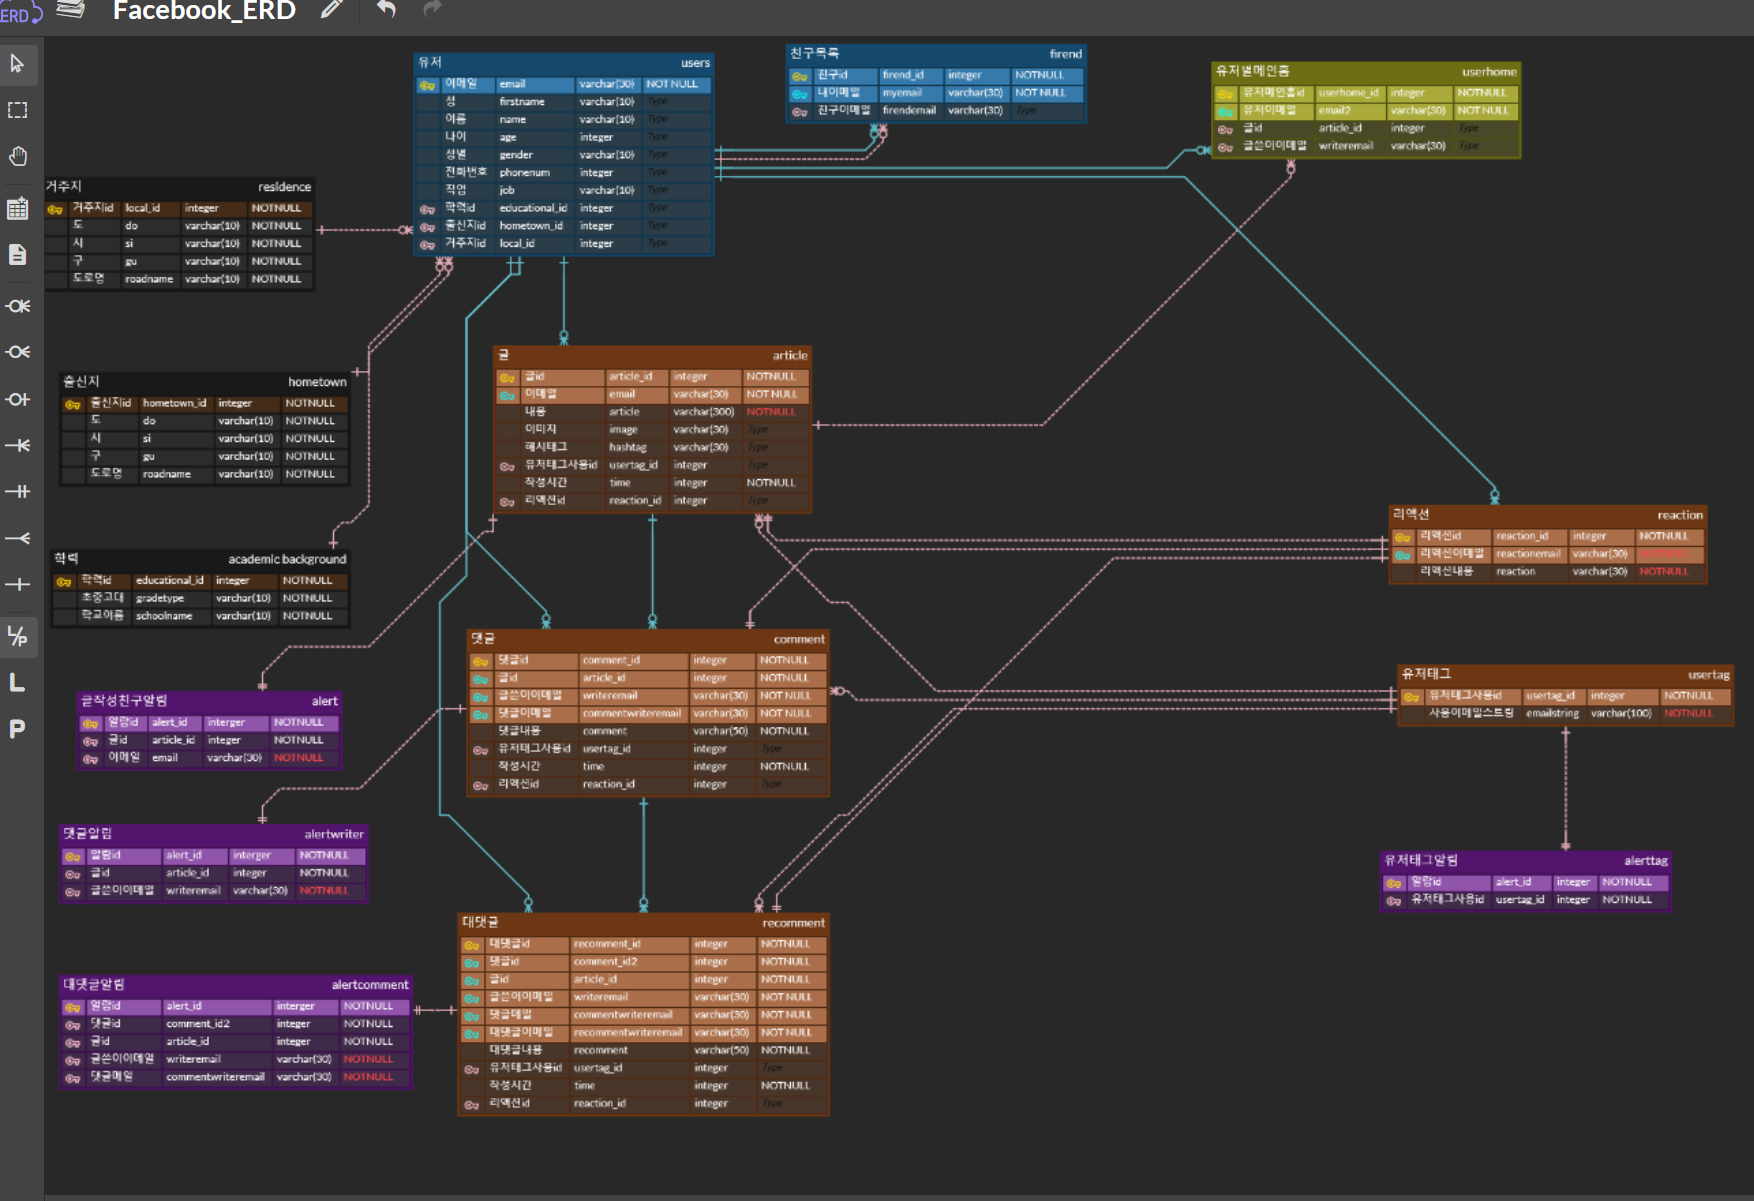 ERD
Facebook_ERD
유저 users
이메일 email varchar(30) NOT NULL
성 firstname varchar(10) Type
이름 name varchar(10) Type
나이 age integer Type
성별 gender varchar(10) Type
전화번호 phonenum integer Type
직업 job varchar(10) Type
학력id educational_id integer Type
출신지id hometown_id integer Type
거주지id local_id integer Type
친구목록 firend
친구id firend_id integer NOTNULL
내이메일 myemail varchar(30) NOT NULL
친구이메일 firendemail varchar(30) Type
유저별메인홈 userhome
유저메인홈id userhome_id integer NOTNULL
유저이메일 email2 varchar(30) NOT NULL
글id article_id integer Type
글쓴이이메일 writeremail varchar(30) Type
거주지 residence
거주지id local_id integer NOTNULL
도 do varchar(10) NOTNULL
시 si varchar(10) NOTNULL
구 gu varchar(10) NOTNULL
도로명 roadname varchar(10) NOTNULL
출신지 hometown
출신지id hometown_id integer NOTNULL
도 do varchar(10) NOTNULL
시 si varchar(10) NOTNULL
구 gu varchar(10) NOTNULL
도로명 roadname varchar(10) NOTNULL
글 article
글id article_id integer NOTNULL
이메일 email varchar(30) NOT NULL
내용 article varchar(300) NOTNULL
이미지 image varchar(30) Type
해시태그 hashtag varchar(30) Type
유저태그사용id usertag_id integer Type
작성시간 time integer NOTNULL
리액션id reaction_id integer Type
학력 academic background
학력id educational_id integer NOTNULL
초중고대 gradetype varchar(10) NOTNULL
학교이름 schoolname varchar(10) NOTNULL
리액션 reaction
리액션id reaction_id integer NOTNULL
리액션이메일 reactionemail varchar(30) NOTNULL
리액션내용 reaction varchar(30) NOTNULL
댓글 comment
댓글id comment_id integer NOTNULL
글id article_id integer NOTNULL
글쓴이이메일 writeremail varchar(30) NOT NULL
댓글이메일 commentwriteremail varchar(30) NOT NULL
댓글내용 comment varchar(50) NOTNULL
유저태그사용id usertag_id integer Type
작성시간 time integer NOTNULL
리액션id reaction_id integer Type
유저태그 usertag
유저태그사용id usertag_id integer NOTNULL
사용이메일스트링 emailstring varchar(100) NOTNULL
글작성친구알림 alert
알람id alert_id interger NOTNULL
글id article_id integer NOTNULL
이메일 email varchar(30) NOTNULL
댓글알림 alertwriter
알람id alert_id interger NOTNULL
글id article_id integer NOTNULL
글쓴이이메일 writeremail varchar(30) NOTNULL
유저태그알림 alerttag
알람id alert_id integer NOTNULL
유저태그사용id usertag_id integer NOTNULL
대댓글 recomment
대댓글id recomment_id integer NOTNULL
댓글id comment_id2 integer NOTNULL
글id article_id integer NOTNULL
글쓴이이메일 writeremail varchar(30) NOT NULL
댓글메일 commentwriteremail varchar(30) NOT NULL
대댓글이메일 recommentwriteremail varchar(30) NOT NULL
대댓글내용 recomment varchar(50) NOTNULL
유저태그사용id usertag_id integer Type
작성시간 time integer NOTNULL
리액션id reaction_id integer Type
대댓글알림 alertcomment
알람id alert_id interger NOTNULL
댓글id comment_id2 integer NOTNULL
글id article_id integer NOTNULL
글쓴이이메일 writeremail varchar(30) NOTNULL
댓글메일 commentwriteremail varchar(30) NOTNULL
L/P
L
P